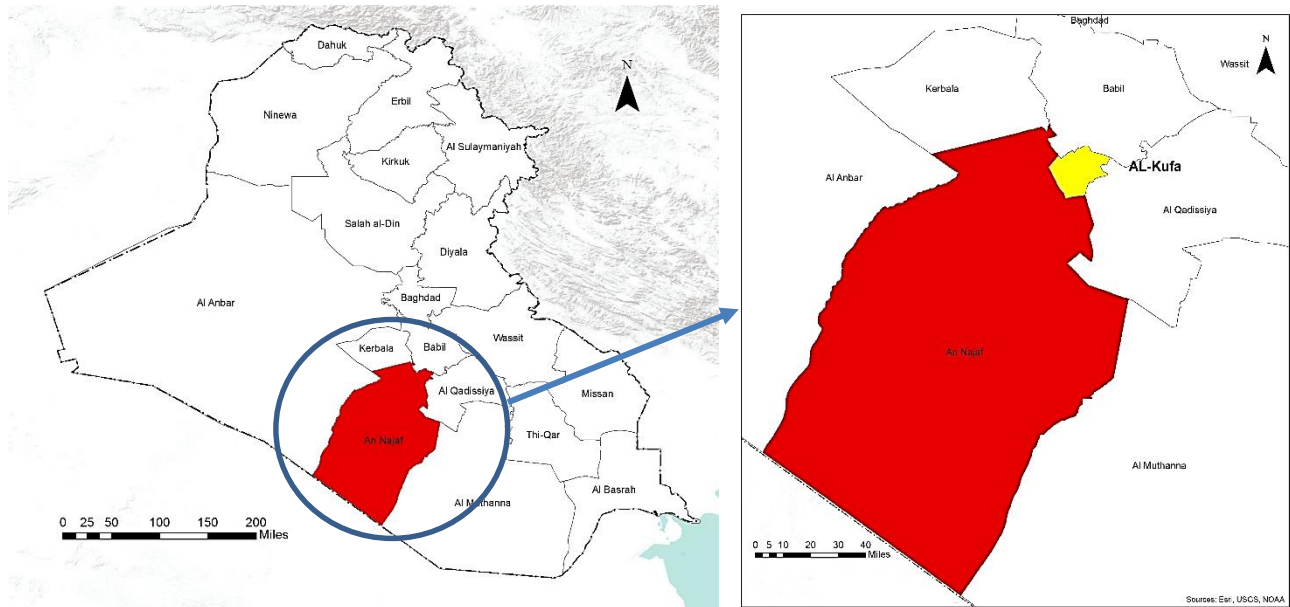 Dahuk
N
Erbil
Ninewa
Al Sulaymaniyah
Kirkuk
Salah al-Din
Diyala
Baghdad
Al Anbar
Wassit
Kerbala
Babil
Al Qadissiya
Missan
An Najaf
Thi-Qar
Al Basrah
Al Muthanna
0 25 50 100 150 200
Miles
Baghdad
N
Wassit
Kerbala
Babil
AL-Kufa
Al Anbar
Al Qadissiya
An Najaf
Al Muthanna
0 5 10 20 30 40
Miles
Sources: Esri, USGS, NOAA